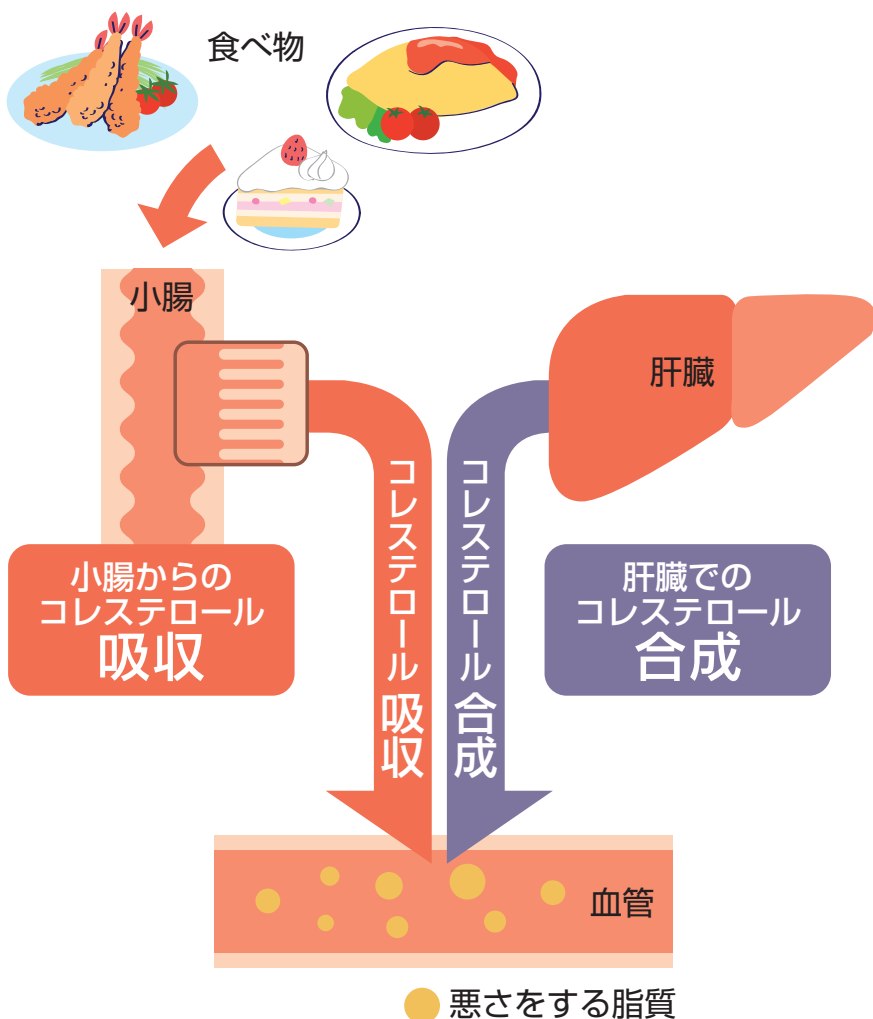 食べ物
小腸
肝臓
コレステロール吸収
コレステロール合成
小腸からの
コレステロール
吸収
肝臓での
コレステロール
合成
血管
悪さをする脂質